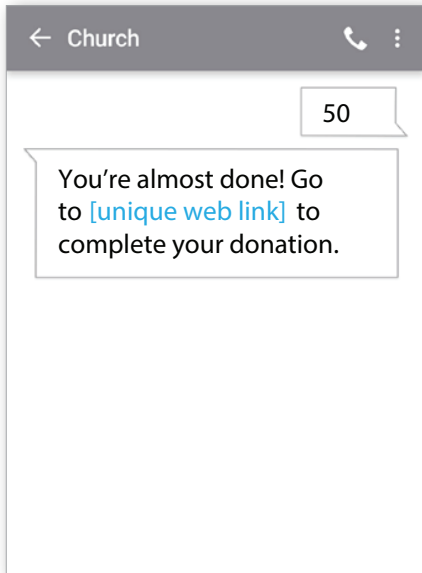 Church
50
You're almost done! Go
to [unique web link] to
complete your donation.